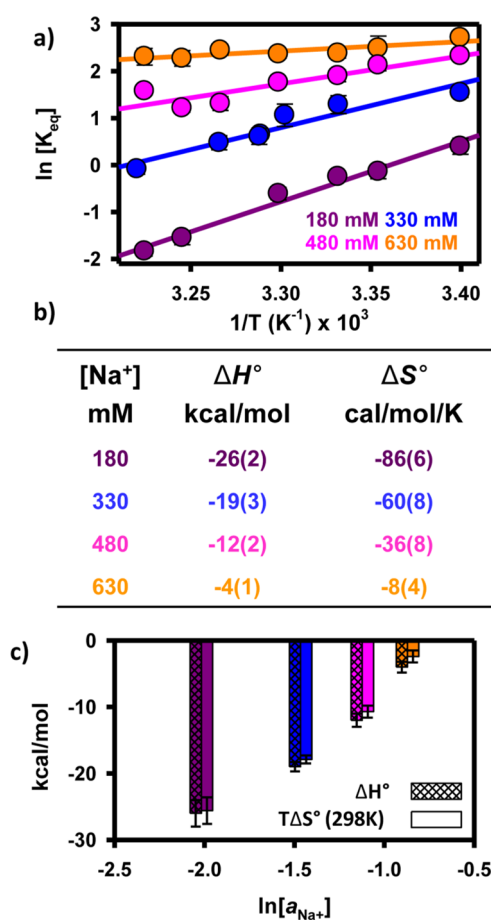 a)
ln [Keq]
3
2
1
0
-1
-2
180 mM 330 mM
480 mM 630 mM
3.25 3.30 3.35 3.40
1/T (K⁻¹) x 10³
b)
[Na⁺] ΔH° ΔS°
mM kcal/mol cal/mol/K
180 -26(2) -86(6)
330 -19(3) -60(8)
480 -12(2) -36(8)
630 -4(1) -8(4)
c)
kcal/mol
0
-10
-20
-30
ΔH°
TΔS° (298K)
-2.5 -2.0 -1.5 -1.0 -0.5
ln[aNa+]